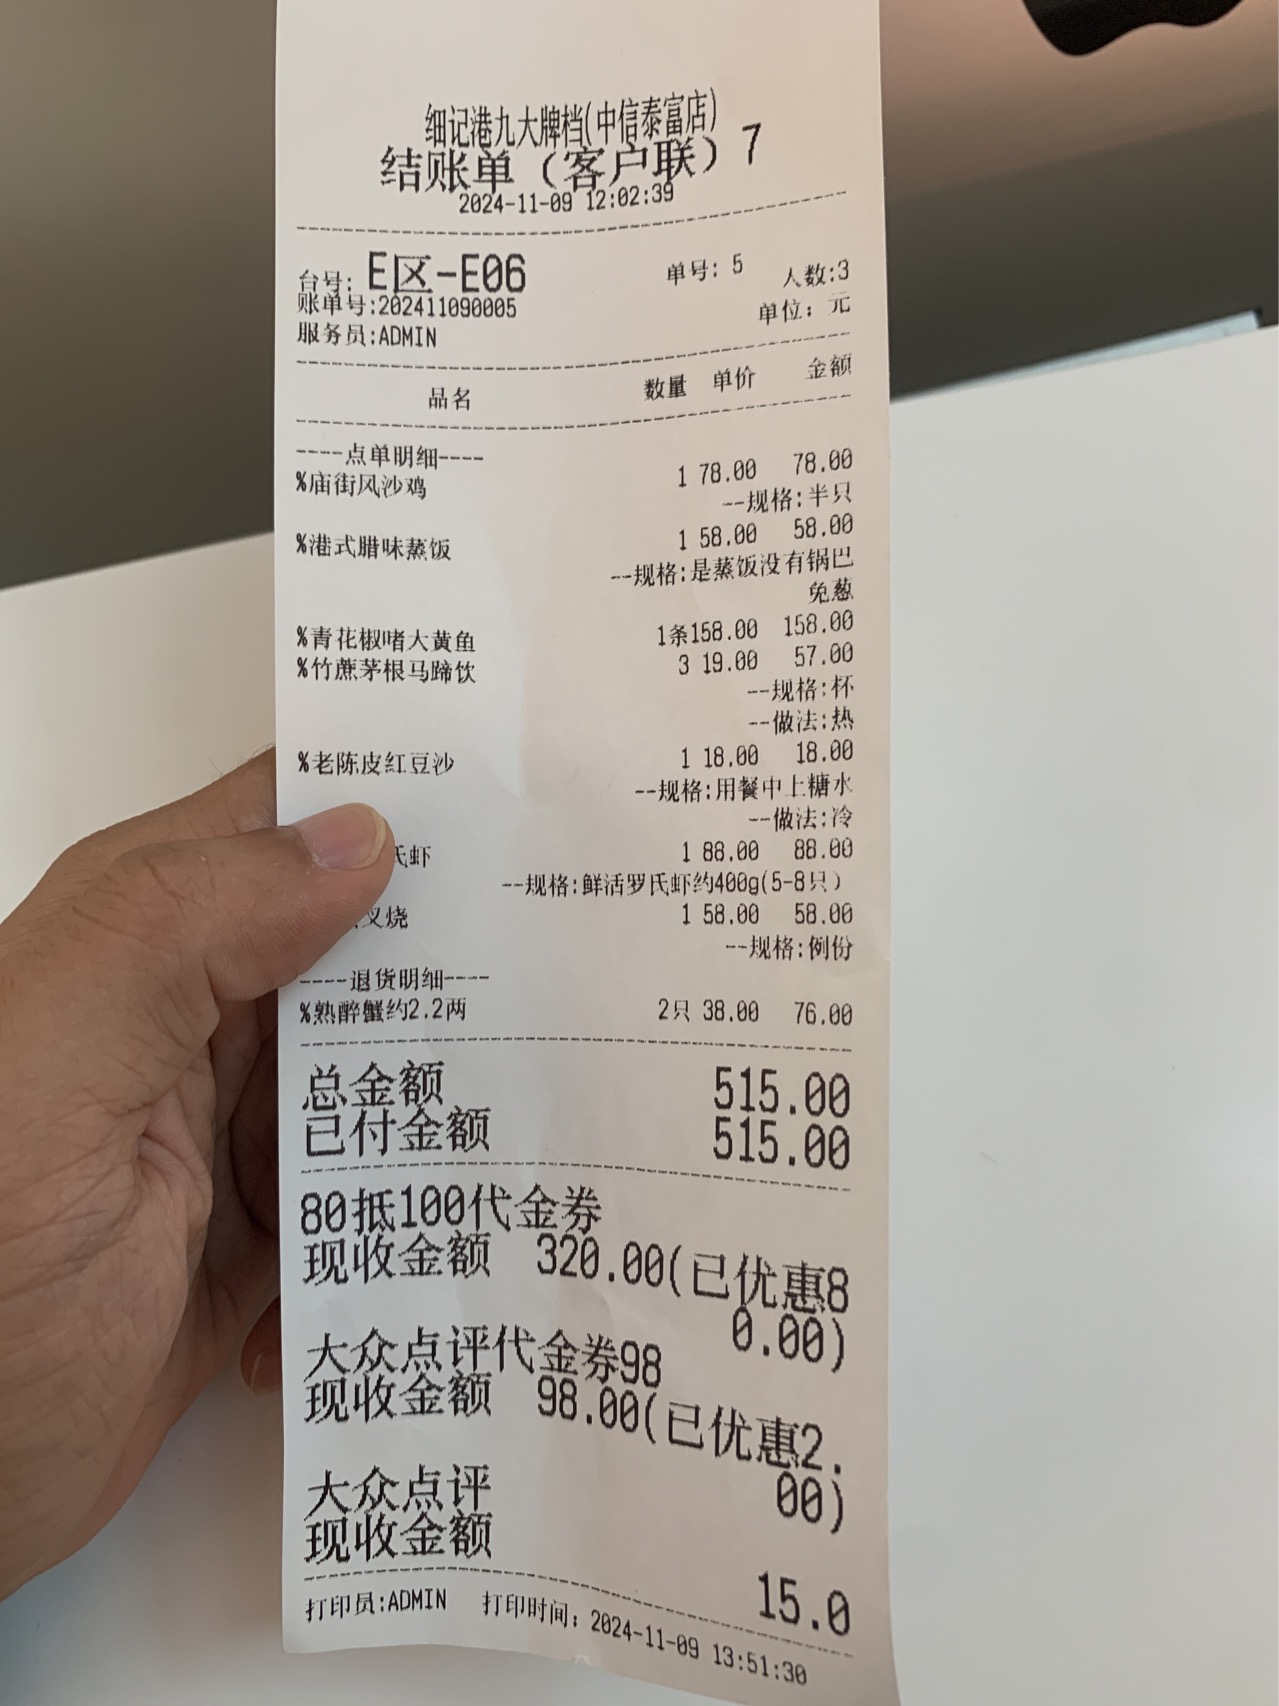 细记港九大牌档(中信泰富店)
结账单（客户联）7
2024-11-09 12:02:39
台号: E区-E06 单号: 5 人数:3
账单号:202411090005 单位: 元
服务员:ADMIN
品名 数量 单价 金额
----点单明细----
%庙街风沙鸡 1 78.00 78.00
--规格:半只
%港式腊味蒸饭 1 58.00 58.00
--规格:是蒸饭没有锅巴
免葱
%青花椒啫大黄鱼 1条158.00 158.00
%竹蔗茅根马蹄饮 3 19.00 57.00
--规格:杯
--做法:热
%老陈皮红豆沙 1 18.00 18.00
--规格:用餐中上糖水
--做法:冷
氏虾 1 88.00 88.00
--规格:鲜活罗氏虾约400g(5-8只）
叉烧 1 58.00 58.00
--规格:例份
----退货明细----
%熟醉蟹约2.2两 2只 38.00 76.00
总金额 515.00
已付金额 515.00
80抵100代金券
现收金额 320.00(已优惠8
0.00)
大众点评代金券98
现收金额 98.00(已优惠2.
00)
大众点评
现收金额
15.0
打印员:ADMIN 打印时间: 2024-11-09 13:51:30